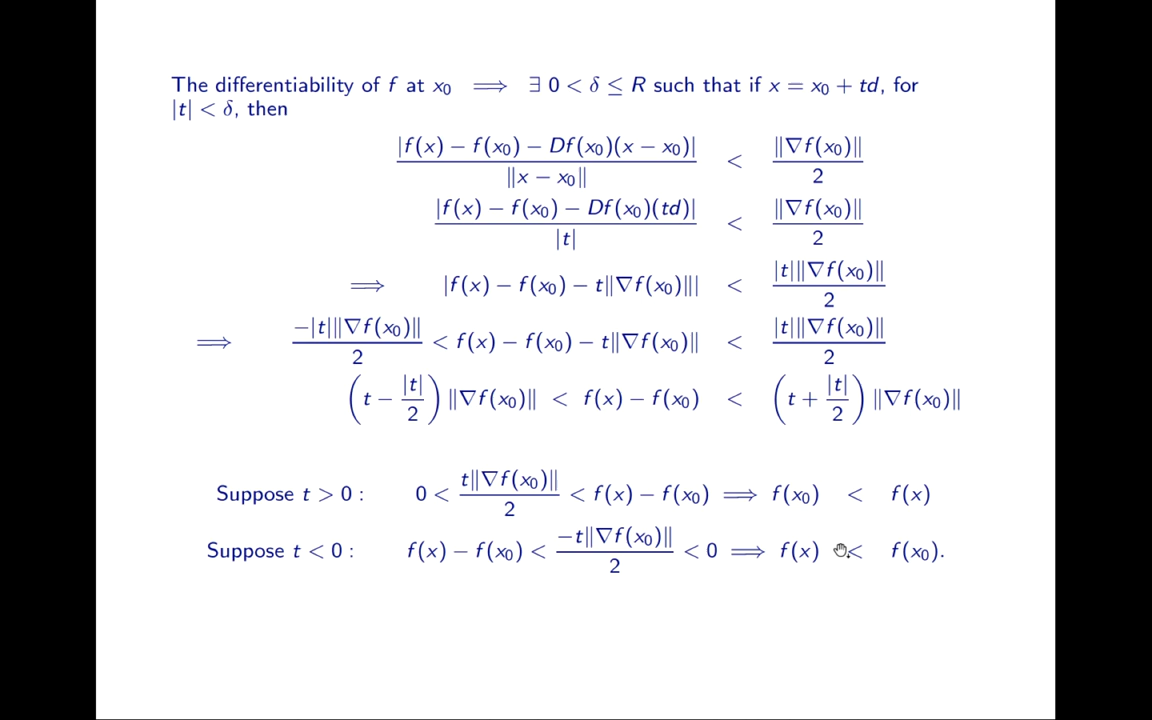 The differentiability of f at x₀ ⟹ ∃ 0 < δ ≤ R such that if x = x₀ + td, for
|t| < δ, then
|f(x) − f(x₀) − Df(x₀)(x − x₀)| / ‖x − x₀‖ < ‖∇f(x₀)‖ / 2
|f(x) − f(x₀) − Df(x₀)(td)| / |t| < ‖∇f(x₀)‖ / 2
⟹ |f(x) − f(x₀) − t‖∇f(x₀)‖| < |t|‖∇f(x₀)‖ / 2
⟹ −|t|‖∇f(x₀)‖ / 2 < f(x) − f(x₀) − t‖∇f(x₀)‖ < |t|‖∇f(x₀)‖ / 2
(t − |t| / 2) ‖∇f(x₀)‖ < f(x) − f(x₀) < (t + |t| / 2) ‖∇f(x₀)‖
Suppose t > 0 : 0 < t‖∇f(x₀)‖ / 2 < f(x) − f(x₀) ⟹ f(x₀) < f(x)
Suppose t < 0 : f(x) − f(x₀) < −t‖∇f(x₀)‖ / 2 < 0 ⟹ f(x) < f(x₀).